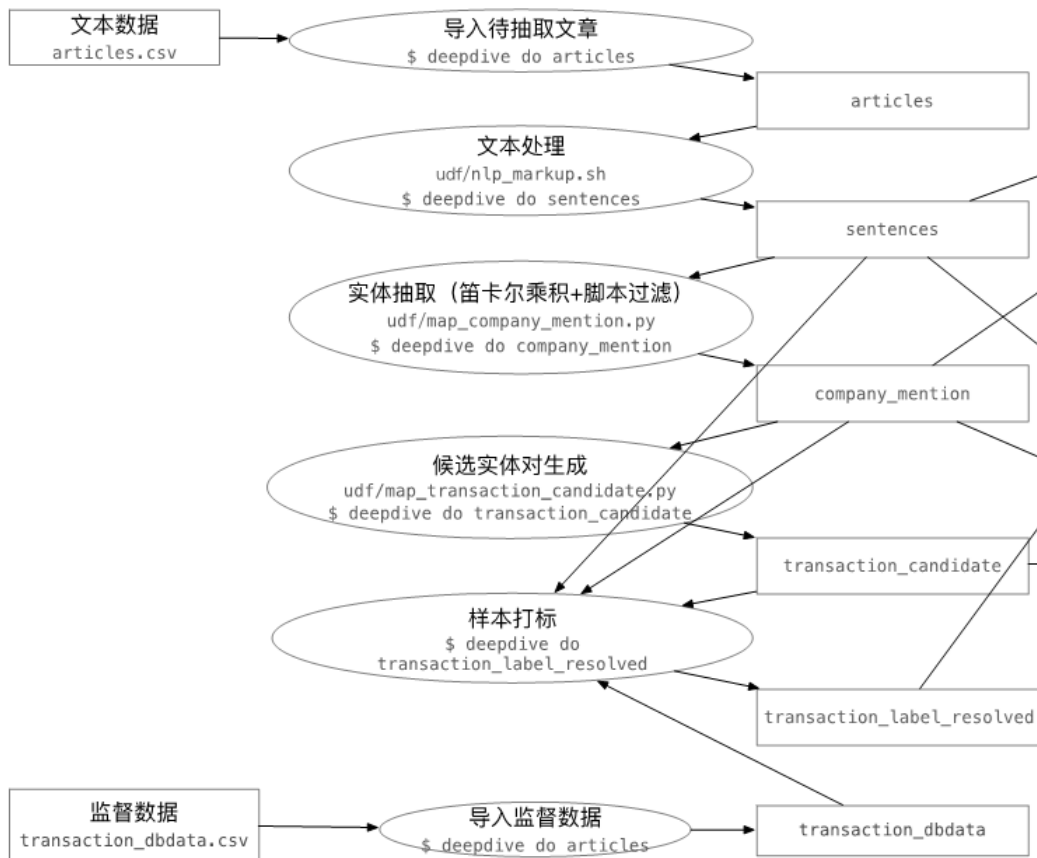 文本数据
articles.csv
导入待抽取文章
$ deepdive do articles
articles
文本处理
udf/nlp_markup.sh
$ deepdive do sentences
sentences
实体抽取（笛卡尔乘积+脚本过滤）
udf/map_company_mention.py
$ deepdive do company_mention
company_mention
候选实体对生成
udf/map_transaction_candidate.py
$ deepdive do transaction_candidate
transaction_candidate
样本打标
$ deepdive do
transaction_label_resolved
transaction_label_resolved
监督数据
transaction_dbdata.csv
导入监督数据
$ deepdive do articles
transaction_dbdata